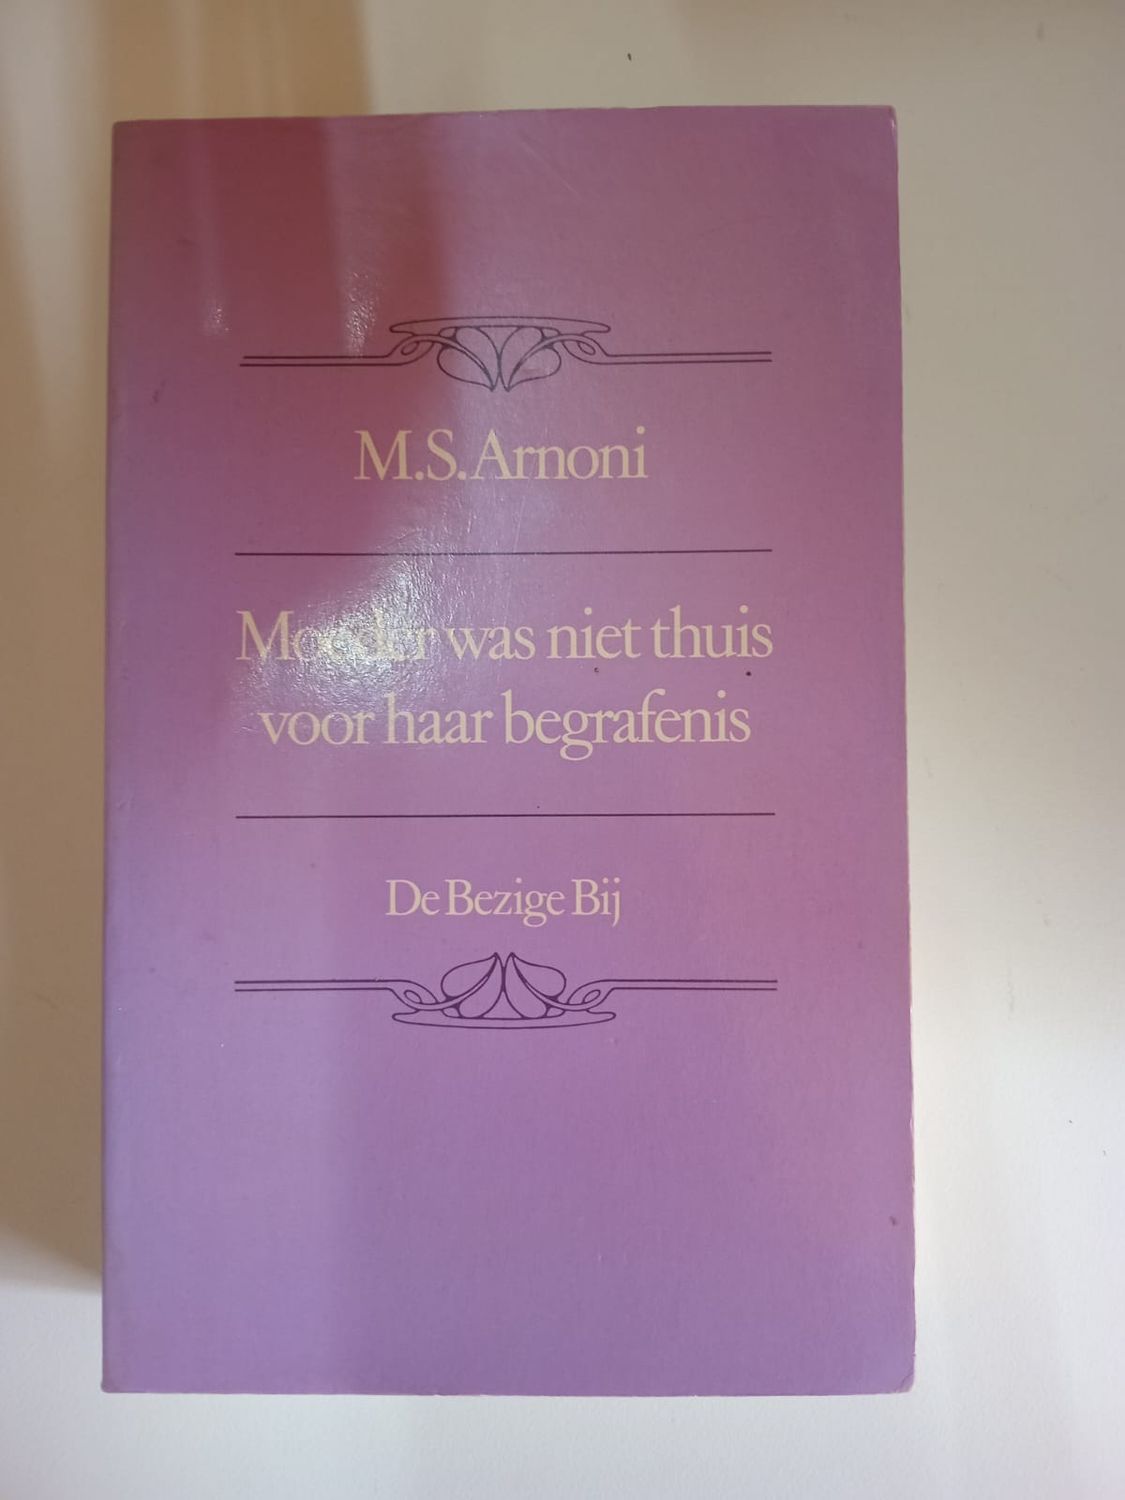 M.S. Arnoni
Moeder was niet thuis
voor haar begrafenis
De Bezige Bij